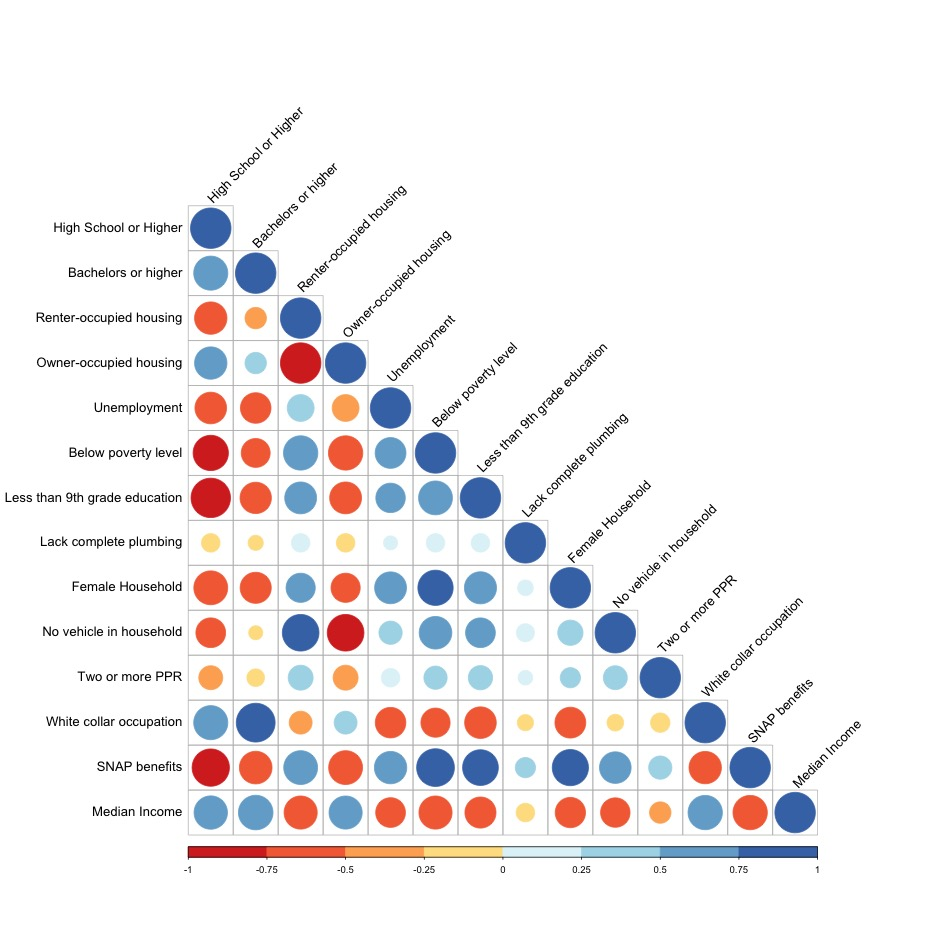 High School or Higher
Bachelors or higher
Renter-occupied housing
Owner-occupied housing
Unemployment
Below poverty level
Less than 9th grade education
Lack complete plumbing
Female Household
No vehicle in household
Two or more PPR
White collar occupation
SNAP benefits
Median Income
High School or Higher
Bachelors or higher
Renter-occupied housing
Owner-occupied housing
Unemployment
Below poverty level
Less than 9th grade education
Lack complete plumbing
Female Household
No vehicle in household
Two or more PPR
White collar occupation
SNAP benefits
Median Income
-1 -0.75 -0.5 -0.25 0 0.25 0.5 0.75 1